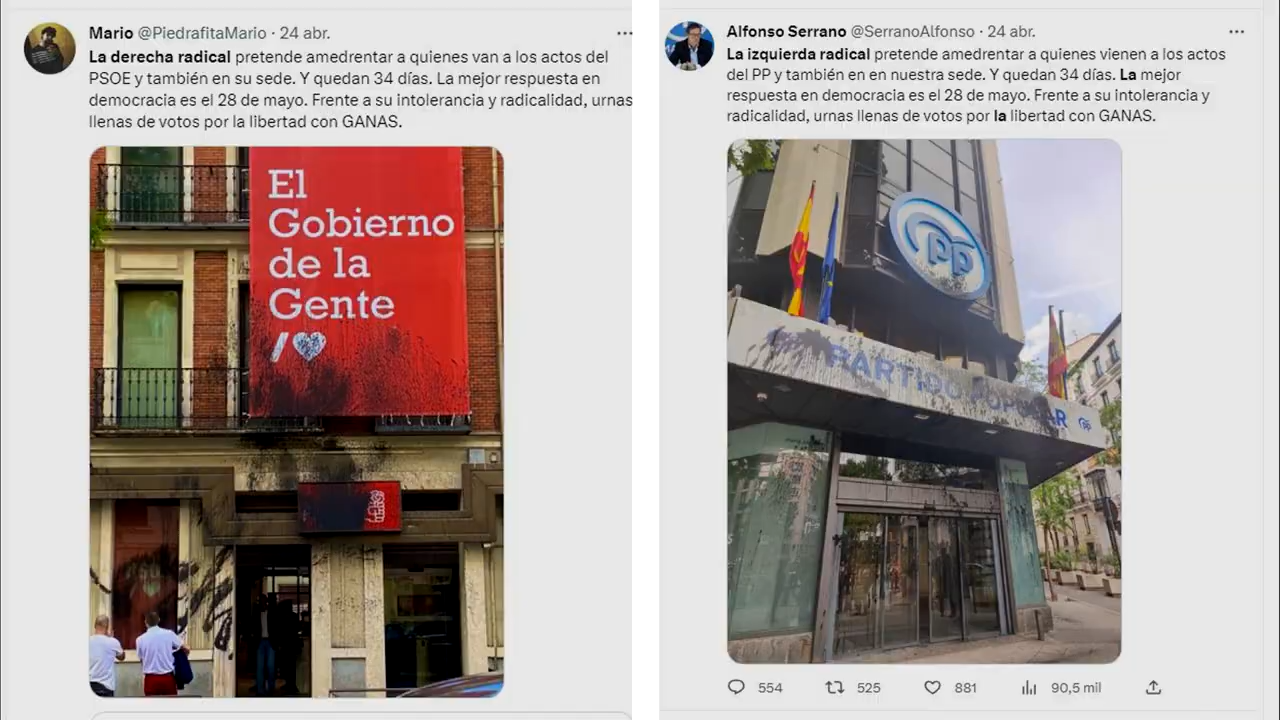 Mario @PiedrafitaMario · 24 abr.
La derecha radical pretende amedrentar a quienes van a los actos del
PSOE y también en su sede. Y quedan 34 días. La mejor respuesta en
democracia es el 28 de mayo. Frente a su intolerancia y radicalidad, urnas
llenas de votos por la libertad con GANAS.
El
Gobierno
de la
Gente
/
Alfonso Serrano @SerranoAlfonso · 24 abr.
La izquierda radical pretende amedrentar a quienes vienen a los actos
del PP y también en en nuestra sede. Y quedan 34 días. La mejor
respuesta en democracia es el 28 de mayo. Frente a su intolerancia y
radicalidad, urnas llenas de votos por la libertad con GANAS.
PP
PARTIDO POPULAR
PP
554 525 881 90,5 mil